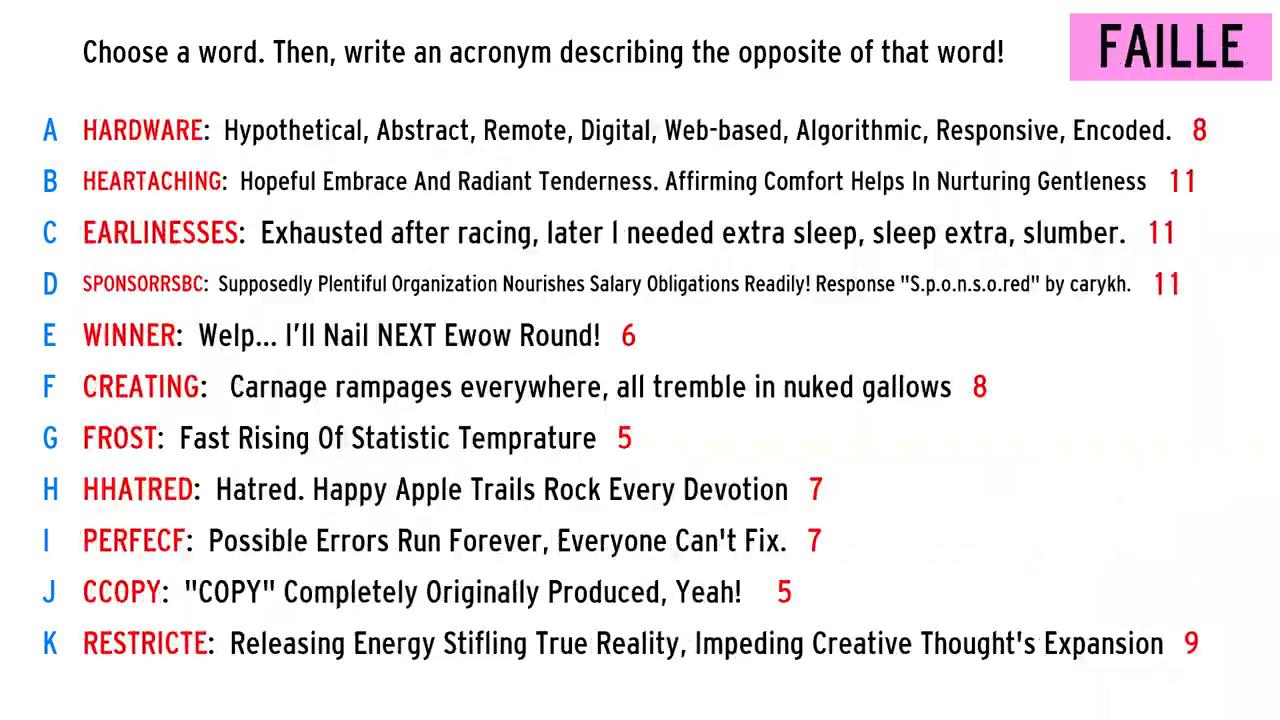 Choose a word. Then, write an acronym describing the opposite of that word!
FAILLE
A HARDWARE: Hypothetical, Abstract, Remote, Digital, Web-based, Algorithmic, Responsive, Encoded. 8
B HEARTACHING: Hopeful Embrace And Radiant Tenderness. Affirming Comfort Helps In Nurturing Gentleness 11
C EARLINESSES: Exhausted after racing, later I needed extra sleep, sleep extra, slumber. 11
D SPONSORRSBC: Supposedly Plentiful Organization Nourishes Salary Obligations Readily! Response "S.p.o.n.s.o.red" by carykh. 11
E WINNER: Welp... I'll Nail NEXT Ewow Round! 6
F CREATING: Carnage rampages everywhere, all tremble in nuked gallows 8
G FROST: Fast Rising Of Statistic Temprature 5
H HHATRED: Hatred. Happy Apple Trails Rock Every Devotion 7
I PERFECF: Possible Errors Run Forever, Everyone Can't Fix. 7
J CCOPY: "COPY" Completely Originally Produced, Yeah! 5
K RESTRICTE: Releasing Energy Stifling True Reality, Impeding Creative Thought's Expansion 9